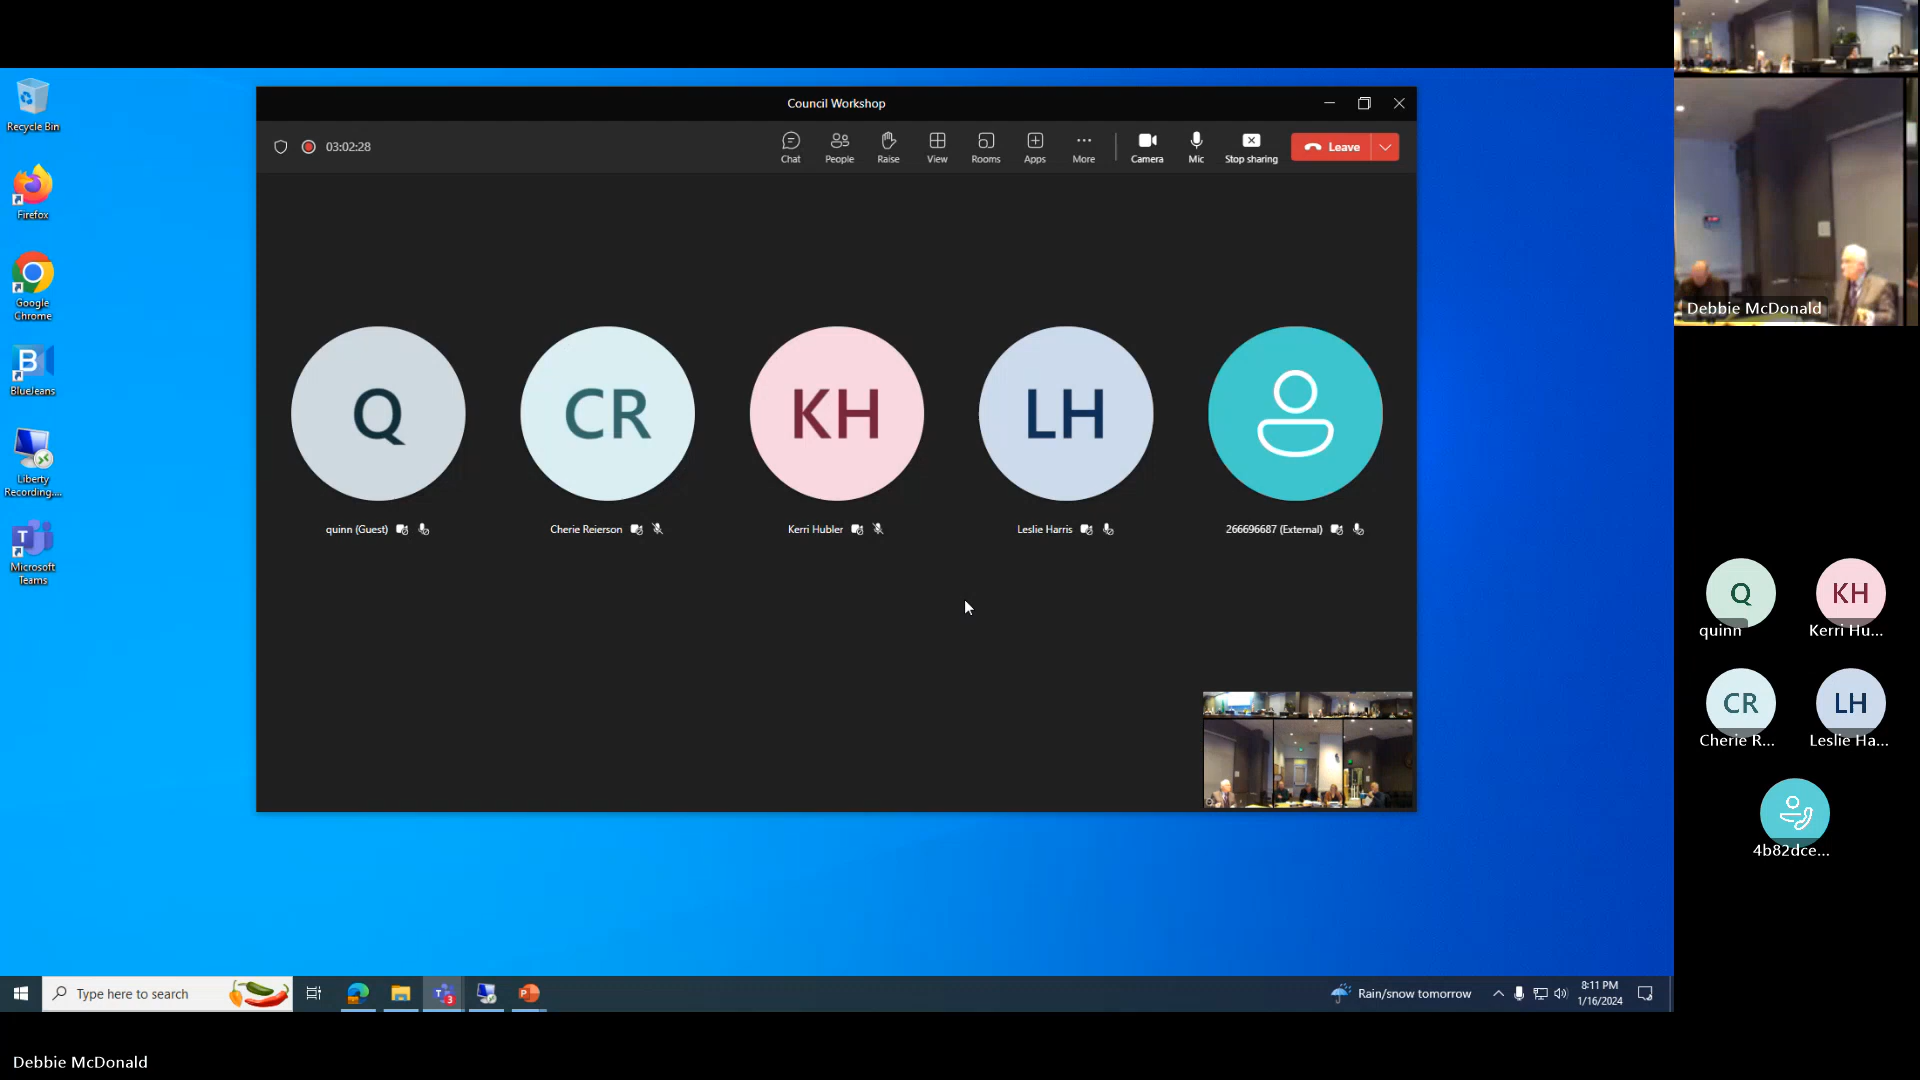 Council Workshop
03:02:28
Chat
People
Raise
View
Rooms
Apps
More
Camera
Mic
Stop sharing
Leave
Recycle Bin
Firefox
Google
Chrome
B
BlueJeans
Liberty
Recording....
T
Microsoft
Teams
Q
CR
KH
LH
quinn (Guest)
Cherie Reierson
Kerri Hubler
Leslie Harris
266696687 (External)
Debbie McDonald
Q
KH
quinn
Kerri Hu...
CR
LH
Cherie R...
Leslie Ha...
4b82dce...
Type here to search
T
3
P
Rain/snow tomorrow
8:11 PM
1/16/2024
Debbie McDonald